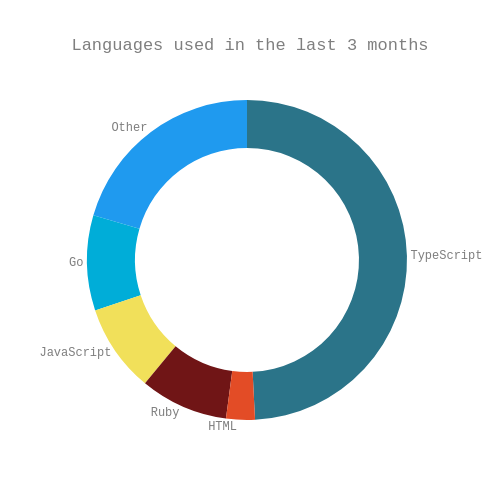 Languages used in the last 3 months
Other
TypeScript
Go
JavaScript
Ruby
HTML